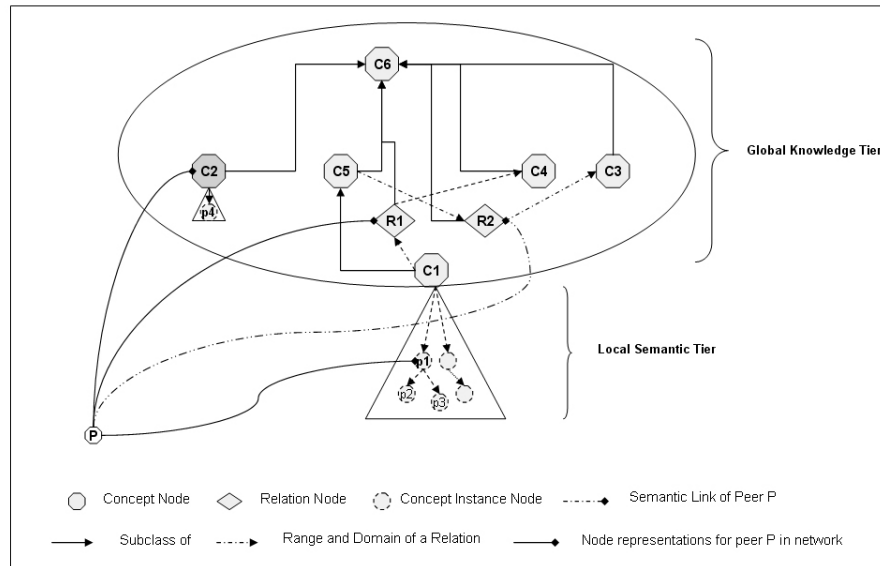 C6
Global Knowledge Tier
C2
C5
C4
C3
p4
R1
R2
C1
Local Semantic Tier
p1
p2
p3
P
Concept Node
Relation Node
Concept Instance Node
Semantic Link of Peer P
Subclass of
Range and Domain of a Relation
Node representations for peer P in network